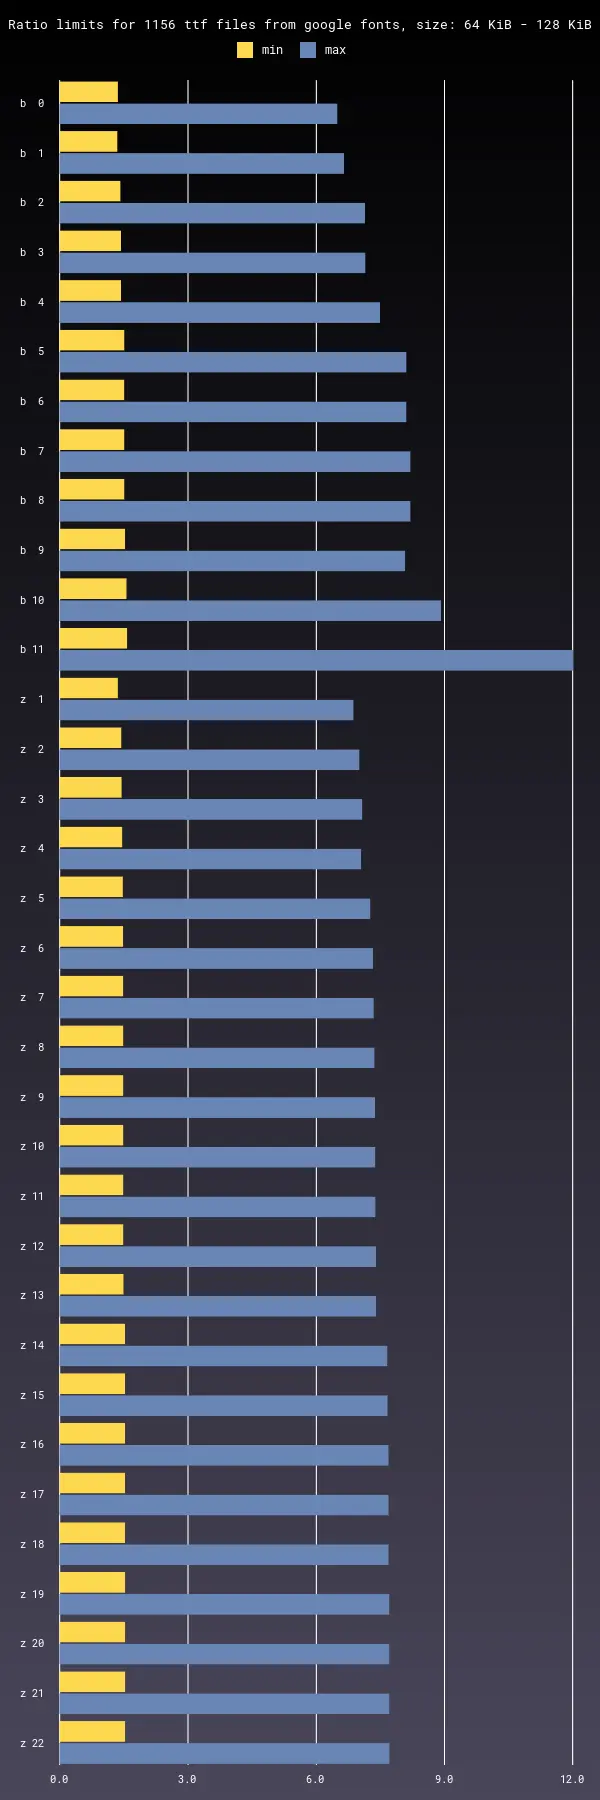 Ratio limits for 1156 ttf files from google fonts, size: 64 KiB - 128 KiB
min max
b 0
b 1
b 2
b 3
b 4
b 5
b 6
b 7
b 8
b 9
b 10
b 11
z 1
z 2
z 3
z 4
z 5
z 6
z 7
z 8
z 9
z 10
z 11
z 12
z 13
z 14
z 15
z 16
z 17
z 18
z 19
z 20
z 21
z 22
0.0 3.0 6.0 9.0 12.0